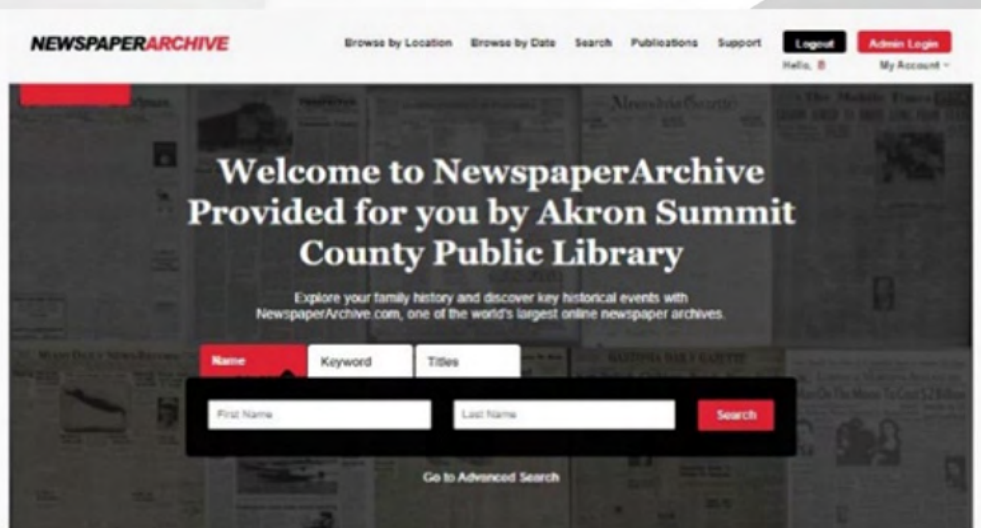 NEWSPAPERARCHIVE
Browse by Location Browse by Date Search Publications Support Logout Admin Login
Hello, B My Account
Welcome to NewspaperArchive
Provided for you by Akron Summit
County Public Library
Explore your family history and discover key historical events with
NewspaperArchive.com, one of the world's largest online newspaper archives.
Name Keyword Titles
First Name Last Name Search
Go to Advanced Search